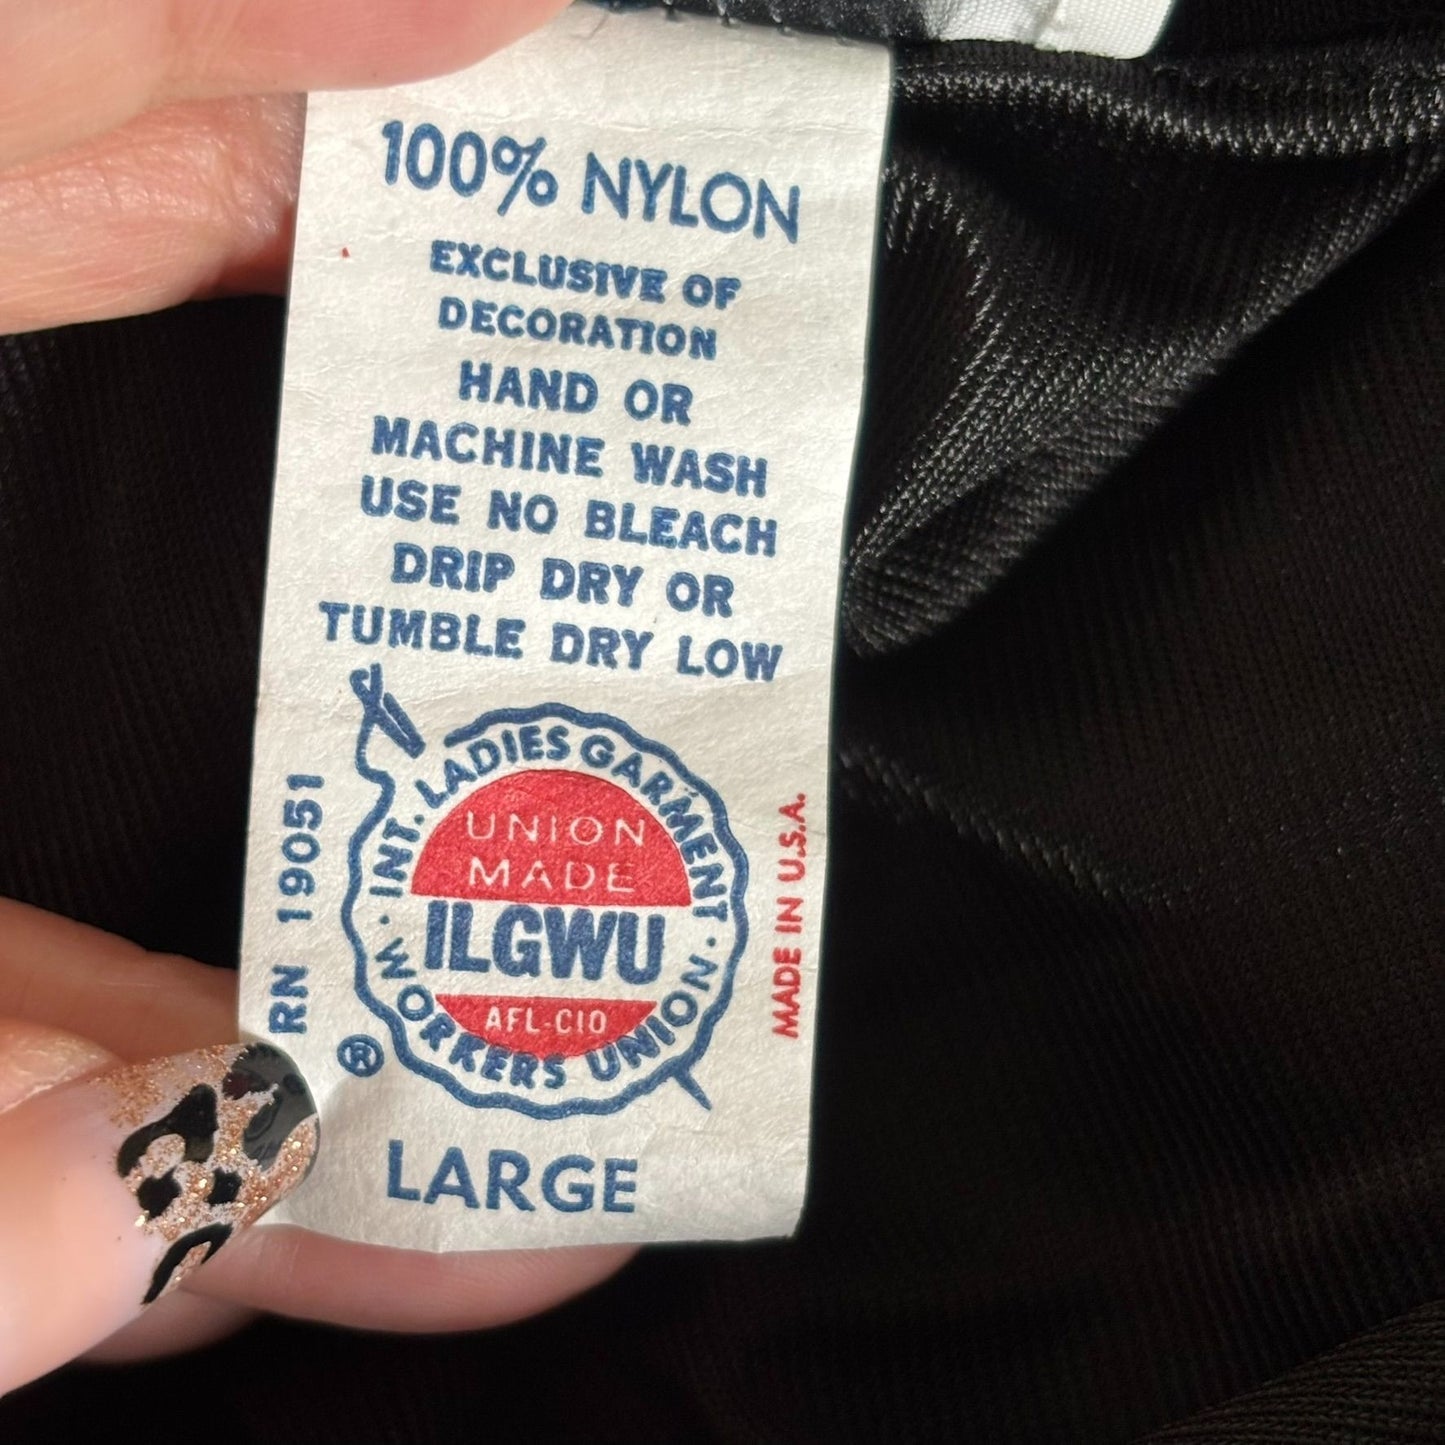 100% NYLON
EXCLUSIVE OF
DECORATION
HAND OR
MACHINE WASH
USE NO BLEACH
DRIP DRY OR
TUMBLE DRY LOW
RN 19051
INT. LADIES GARMENT
· WORKERS UNION ·
UNION
MADE
ILGWU
AFL-CIO
®
MADE IN U.S.A.
LARGE